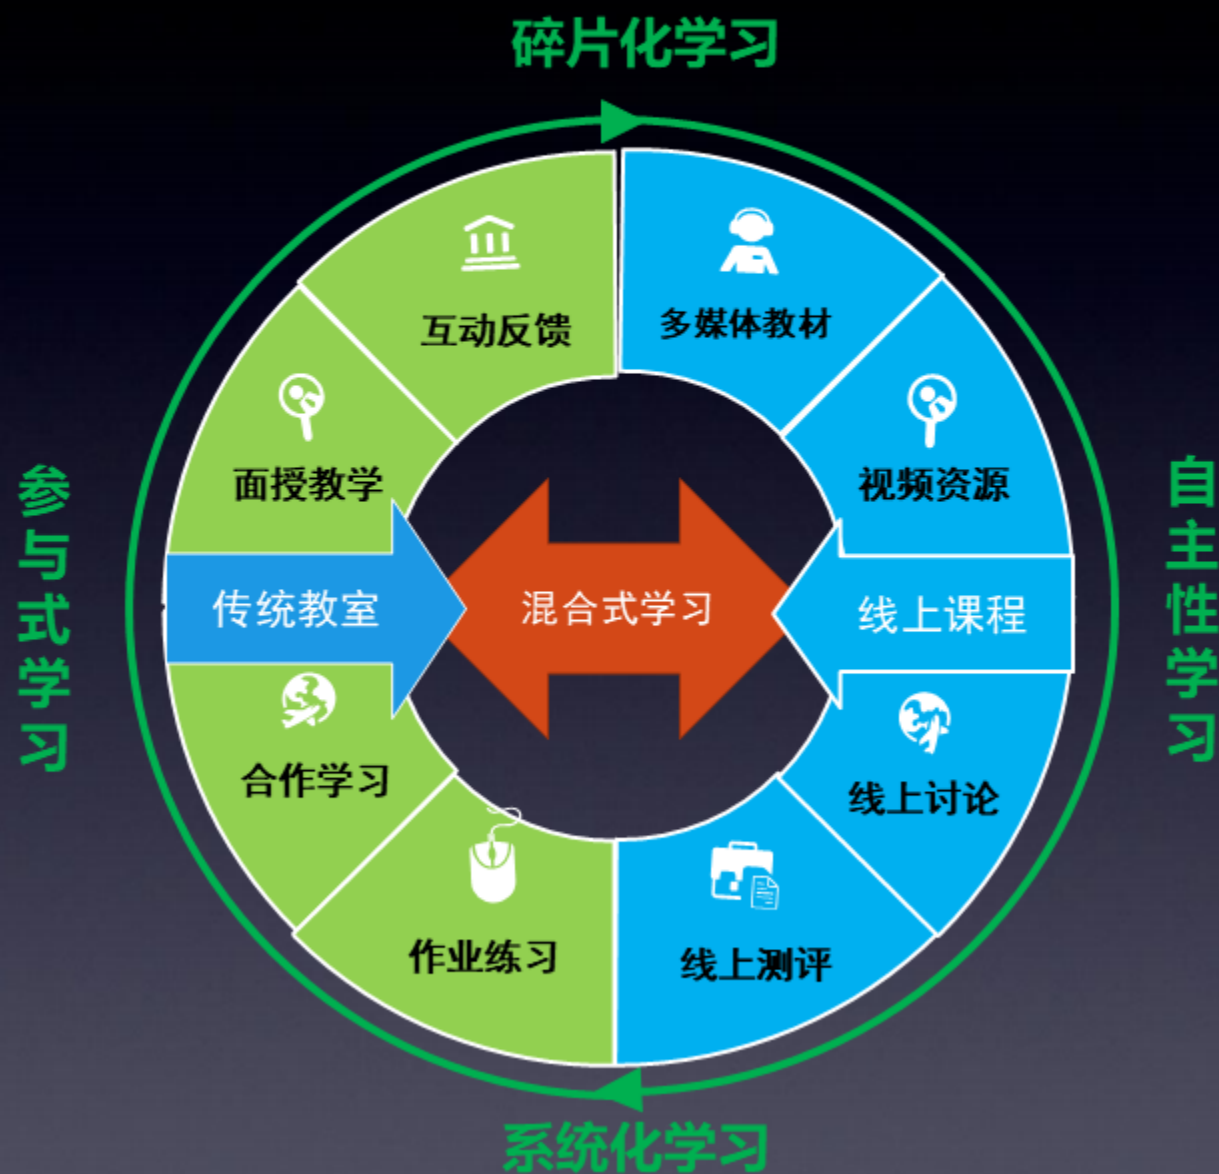 碎片化学习
互动反馈
多媒体教材
面授教学
视频资源
参与式学习
传统教室
混合式学习
线上课程
自主性学习
合作学习
线上讨论
作业练习
线上测评
系统化学习